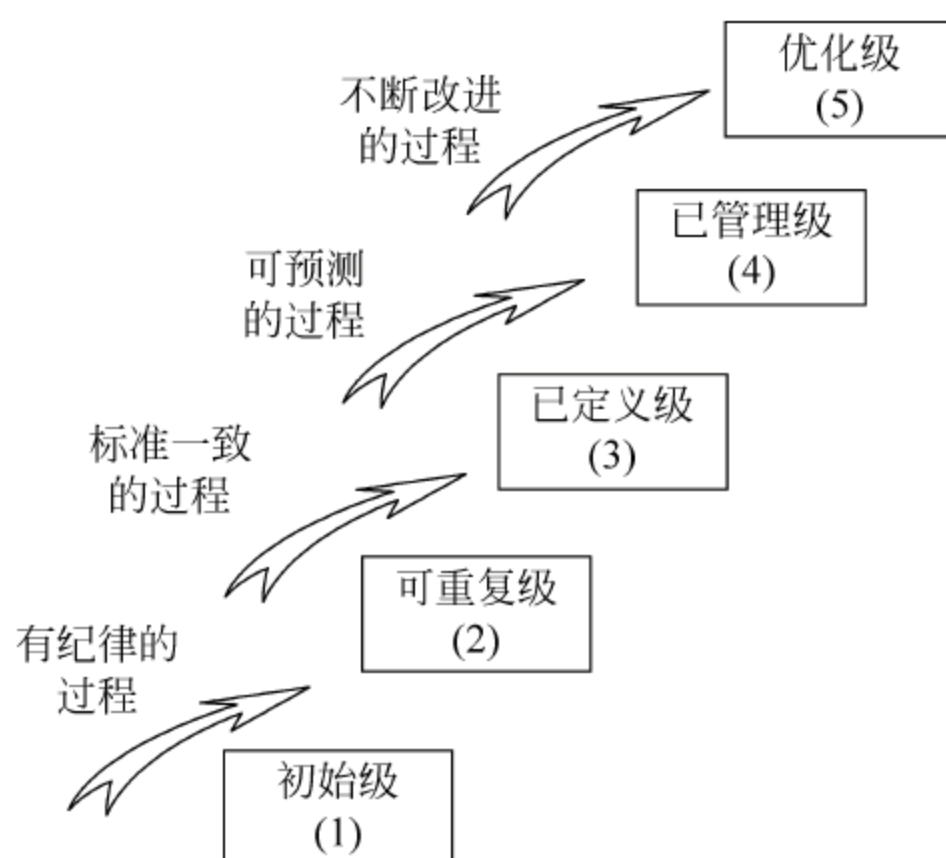 优化级
(5)
不断改进
的过程
已管理级
(4)
可预测
的过程
已定义级
(3)
标准一致
的过程
可重复级
(2)
有纪律的
过程
初始级
(1)